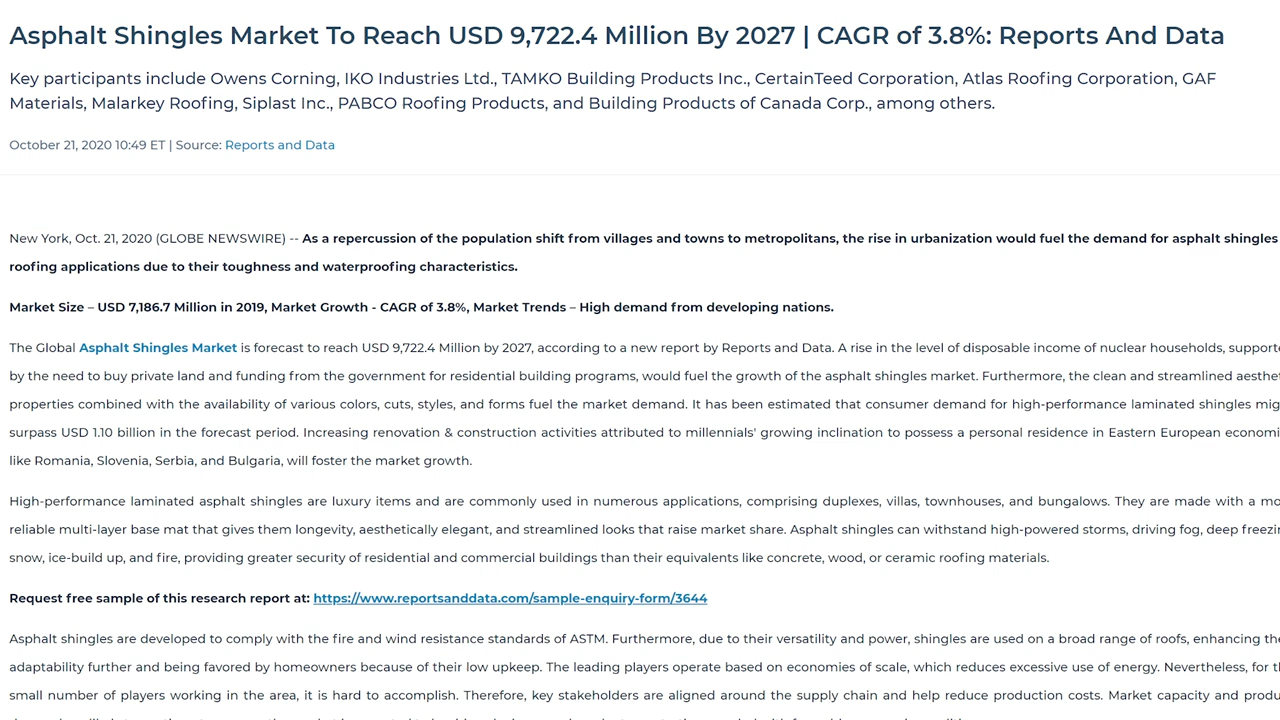 Asphalt Shingles Market To Reach USD 9,722.4 Million By 2027 | CAGR of 3.8%: Reports And Data
Key participants include Owens Corning, IKO Industries Ltd., TAMKO Building Products Inc., CertainTeed Corporation, Atlas Roofing Corporation, GAF
Materials, Malarkey Roofing, Siplast Inc., PABCO Roofing Products, and Building Products of Canada Corp., among others.
October 21, 2020 10:49 ET | Source: Reports and Data
New York, Oct. 21, 2020 (GLOBE NEWSWIRE) -- As a repercussion of the population shift from villages and towns to metropolitans, the rise in urbanization would fuel the demand for asphalt shingles
roofing applications due to their toughness and waterproofing characteristics.
Market Size – USD 7,186.7 Million in 2019, Market Growth - CAGR of 3.8%, Market Trends – High demand from developing nations.
The Global Asphalt Shingles Market is forecast to reach USD 9,722.4 Million by 2027, according to a new report by Reports and Data. A rise in the level of disposable income of nuclear households,
by the need to buy private land and funding from the government for residential building programs, would fuel the growth of the asphalt shingles market. Furthermore, the clean and streamlined
properties combined with the availability of various colors, cuts, styles, and forms fuel the market demand. It has been estimated that consumer demand for high-performance laminated shingles
surpass USD 1.10 billion in the forecast period. Increasing renovation & construction activities attributed to millennials' growing inclination to possess a personal residence in Eastern European
like Romania, Slovenia, Serbia, and Bulgaria, will foster the market growth.
High-performance laminated asphalt shingles are luxury items and are commonly used in numerous applications, comprising duplexes, villas, townhouses, and bungalows. They are made with a
reliable multi-layer base mat that gives them longevity, aesthetically elegant, and streamlined looks that raise market share. Asphalt shingles can withstand high-powered storms, driving fog, deep
snow, ice-build up, and fire, providing greater security of residential and commercial buildings than their equivalents like concrete, wood, or ceramic roofing materials.
Request free sample of this research report at: https://www.reportsanddata.com/sample-enquiry-form/3644
Asphalt shingles are developed to comply with the fire and wind resistance standards of ASTM. Furthermore, due to their versatility and power, shingles are used on a broad range of roofs, enhancing
adaptability further and being favored by homeowners because of their low upkeep. The leading players operate based on economies of scale, which reduces excessive use of energy. Nevertheless, for
small number of players working in the area, it is hard to accomplish. Therefore, key stakeholders are aligned around the supply chain and help reduce production costs. Market capacity and